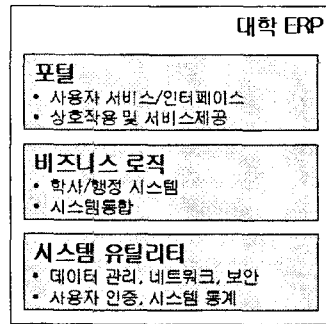 대학 ERP
포털
• 사용자 서비스/인터페이스
• 상호작용 및 서비스제공
비즈니스 로직
• 학사/행정 시스템
• 시스템통합
시스템 유틸리티
• 데이터 관리, 네트워크, 보안
• 사용자 인증, 시스템 통계